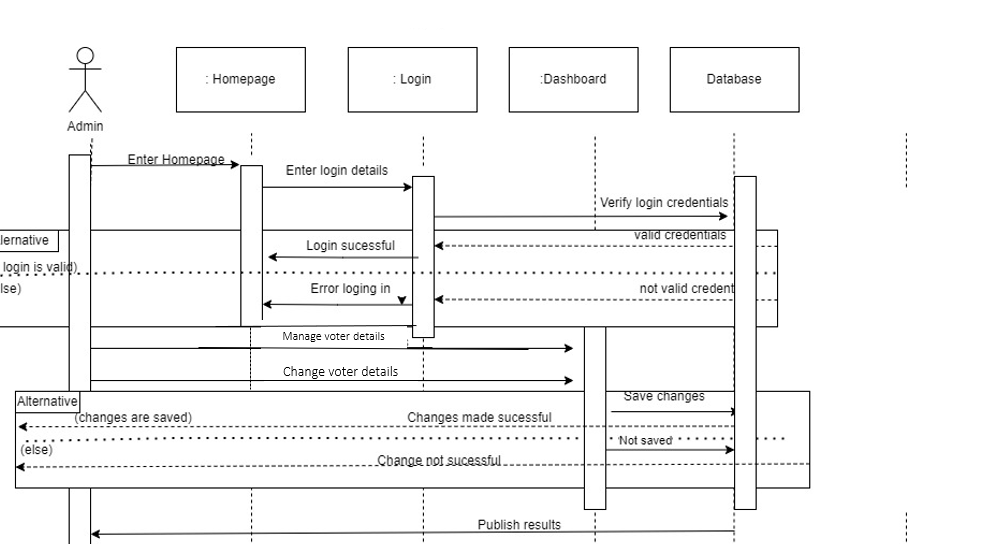 : Homepage
: Login
:Dashboard
Database
Admin
Enter Homepage
Enter login details
Verify login credentials
valid credentials
lernative
Login sucessful
login is valid)
lse)
Error loging in
not valid credent
Manage voter details
Change voter details
Alternative
Save changes
(changes are saved)
Changes made sucessful
Not saved
(else)
Change not sucessful
Publish results